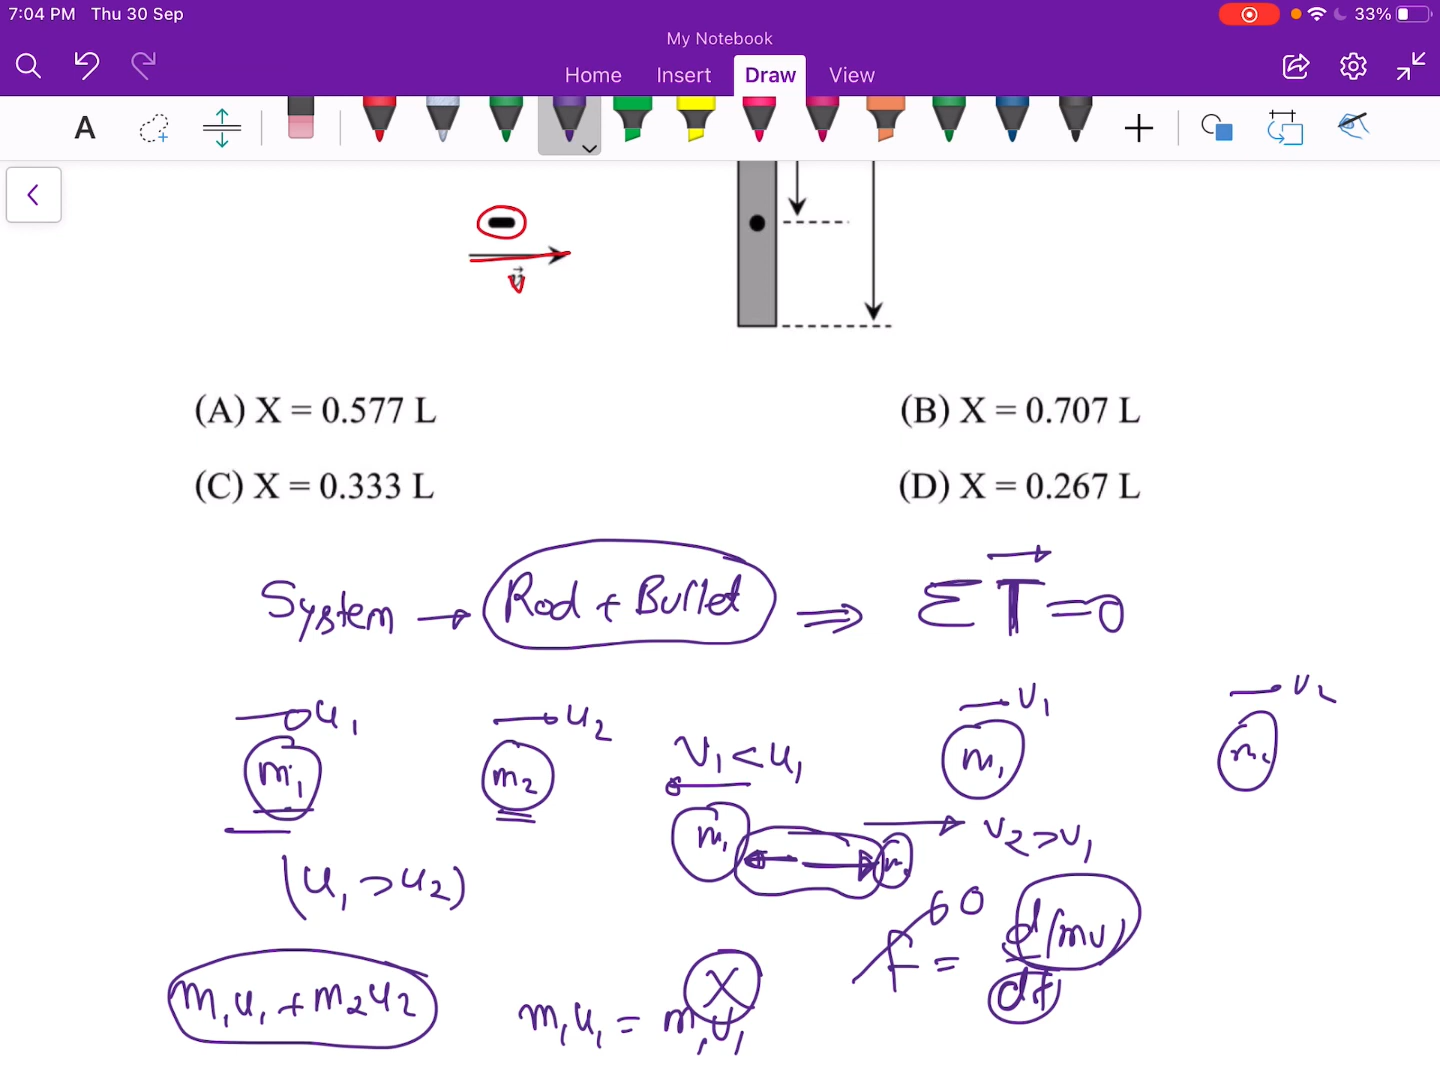 7:04 PM Thu 30 Sep
33%
My Notebook
Home Insert Draw View
A
v
(A) X = 0.577 L
(B) X = 0.707 L
(C) X = 0.333 L
(D) X = 0.267 L
System → Rod + Bullet ⇒ ΣT = 0
u1 u2 v1 v2
m1 m2 v1 < u1 m1 m2
m1 v2 > v1
(u1 > u2)
F = d(mv)
dt
m1u1 + m2u2
m1u1 = m1v1
X